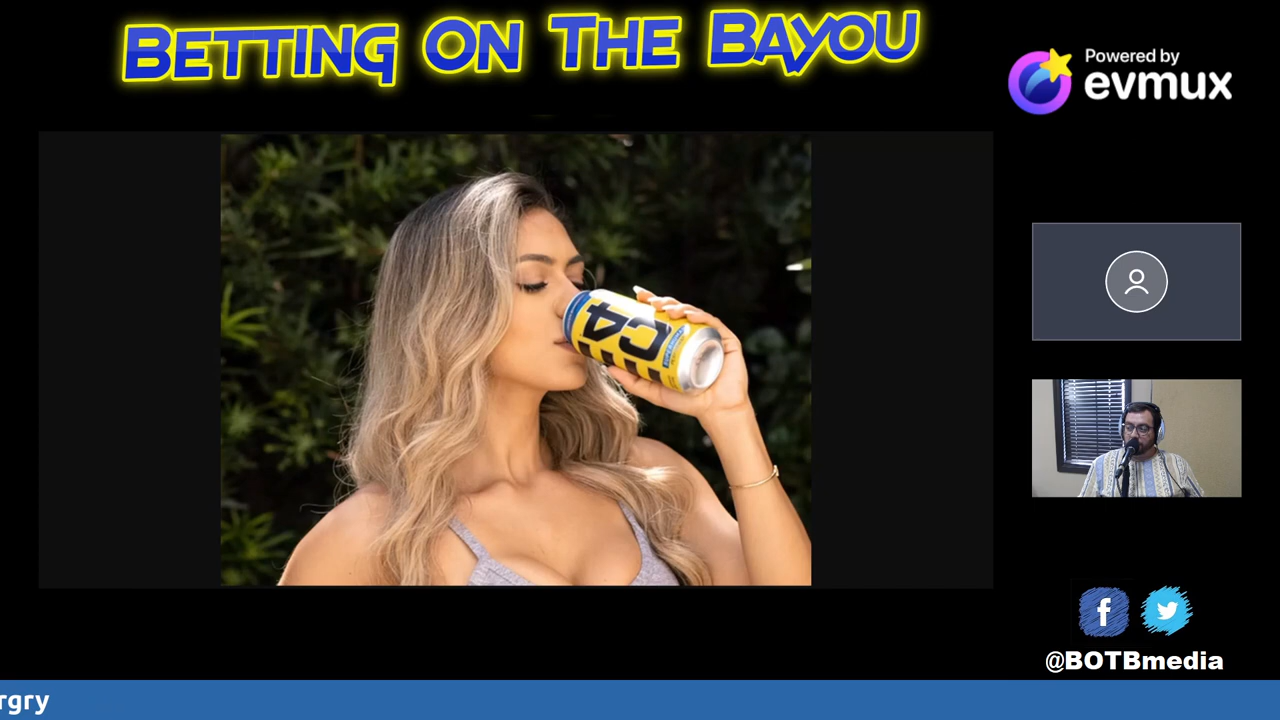 BETTING ON THE BAYOU
Powered by
evmux
C4
@BOTBmedia
rgry